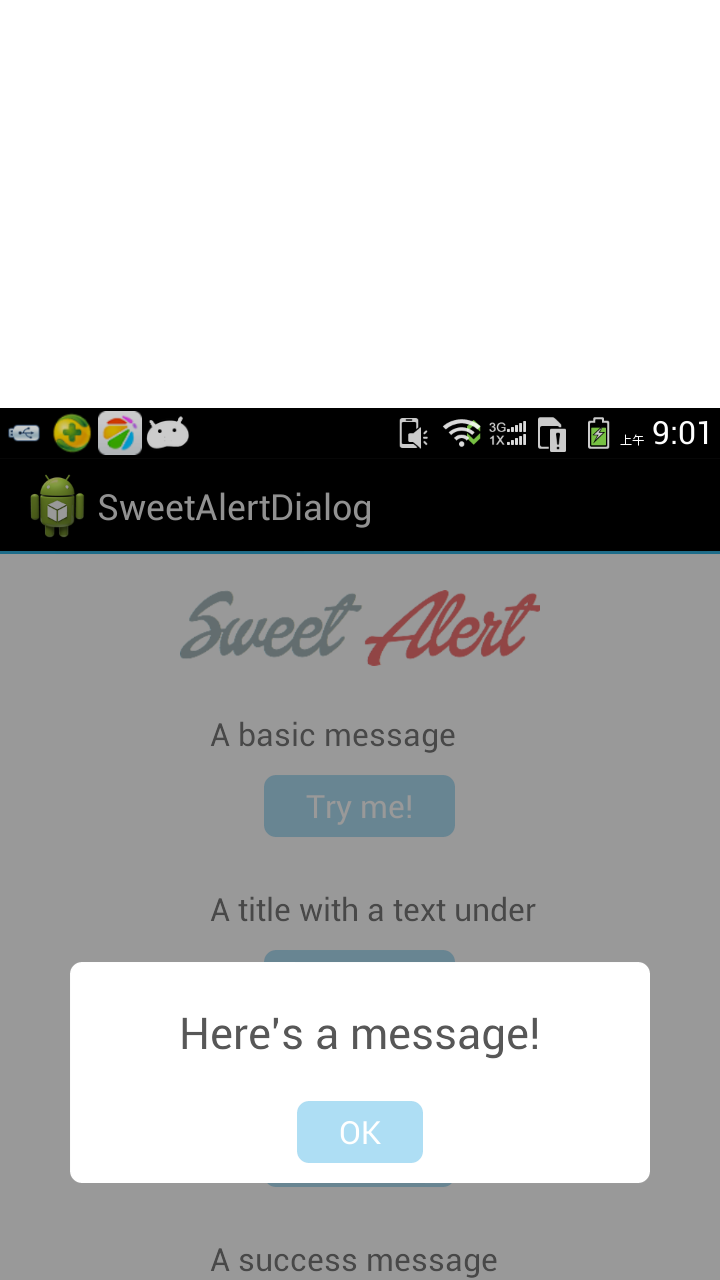 3G
1X
上午 9:01
SweetAlertDialog
Sweet Alert
A basic message
Try me!
A title with a text under
Here's a message!
OK
A success message